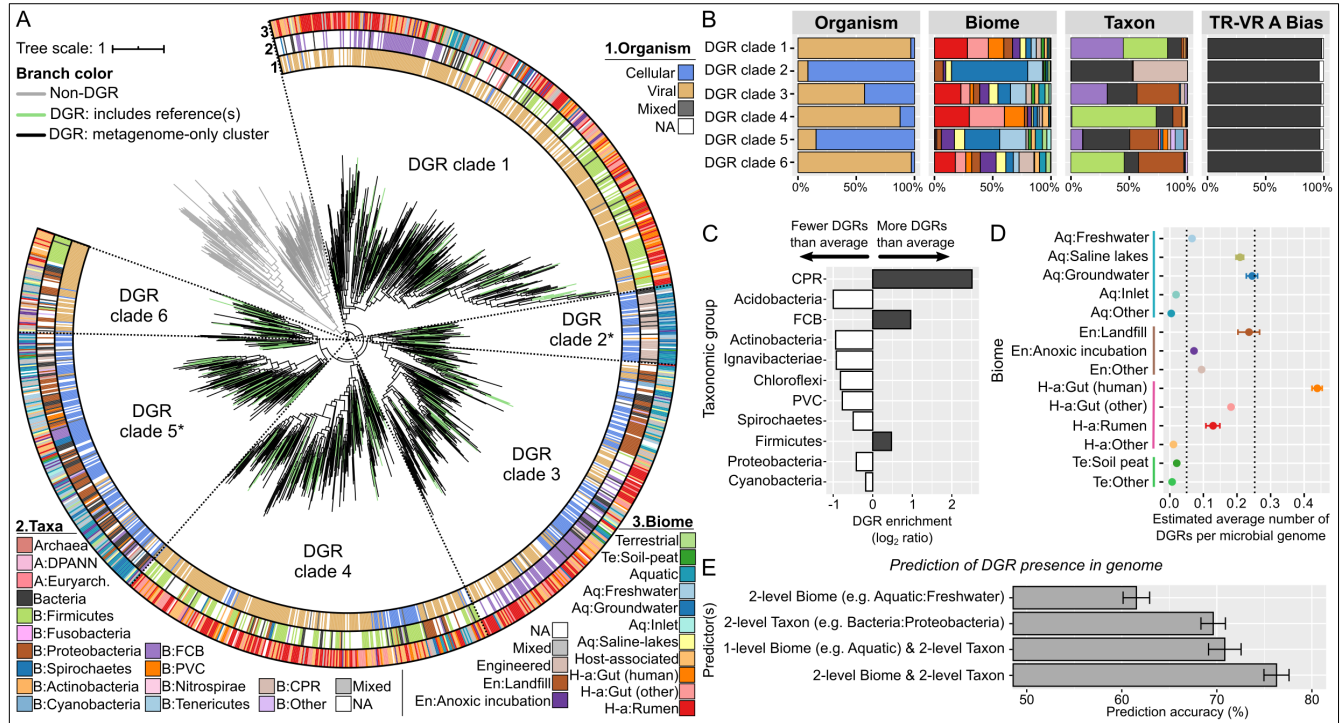 A
Tree scale: 1
Branch color
Non-DGR
DGR: includes reference(s)
DGR: metagenome-only cluster
3
2
1
DGR clade 1
DGR
clade 2*
DGR
clade 3
DGR
clade 4
DGR
clade 5*
DGR
clade 6
1.Organism
Cellular
Viral
Mixed
NA
2.Taxa
Archaea
A:DPANN
A:Euryarch.
Bacteria
B:Firmicutes
B:Fusobacteria
B:Proteobacteria
B:Spirochaetes
B:Actinobacteria
B:Cyanobacteria
B:FCB
B:PVC
B:Nitrospirae
B:Tenericutes
B:CPR
B:Other
Mixed
NA
3.Biome
Terrestrial
Te:Soil-peat
Aquatic
Aq:Freshwater
Aq:Groundwater
Aq:Inlet
Aq:Saline-lakes
Host-associated
H-a:Gut (human)
H-a:Gut (other)
H-a:Rumen
NA
Mixed
Engineered
En:Landfill
En:Anoxic incubation
B
Organism Biome Taxon TR-VR A Bias
DGR clade 1
DGR clade 2
DGR clade 3
DGR clade 4
DGR clade 5
DGR clade 6
0% 50% 100% 0% 50% 100% 0% 50% 100% 0% 50% 100%
C
Fewer DGRs
than average
More DGRs
than average
Taxonomic group
CPR
Acidobacteria
FCB
Actinobacteria
Ignavibacteriae
Chloroflexi
PVC
Spirochaetes
Firmicutes
Proteobacteria
Cyanobacteria
-1 0 1 2
DGR enrichment
(log2 ratio)
D
Biome
Aq:Freshwater
Aq:Saline lakes
Aq:Groundwater
Aq:Inlet
Aq:Other
En:Landfill
En:Anoxic incubation
En:Other
H-a:Gut (human)
H-a:Gut (other)
H-a:Rumen
H-a:Other
Te:Soil peat
Te:Other
0.0 0.1 0.2 0.3 0.4
Estimated average number of
DGRs per microbial genome
E
Prediction of DGR presence in genome
Predictor(s)
2-level Biome (e.g. Aquatic:Freshwater)
2-level Taxon (e.g. Bacteria:Proteobacteria)
1-level Biome (e.g. Aquatic) & 2-level Taxon
2-level Biome & 2-level Taxon
50 60 70 80
Prediction accuracy (%)